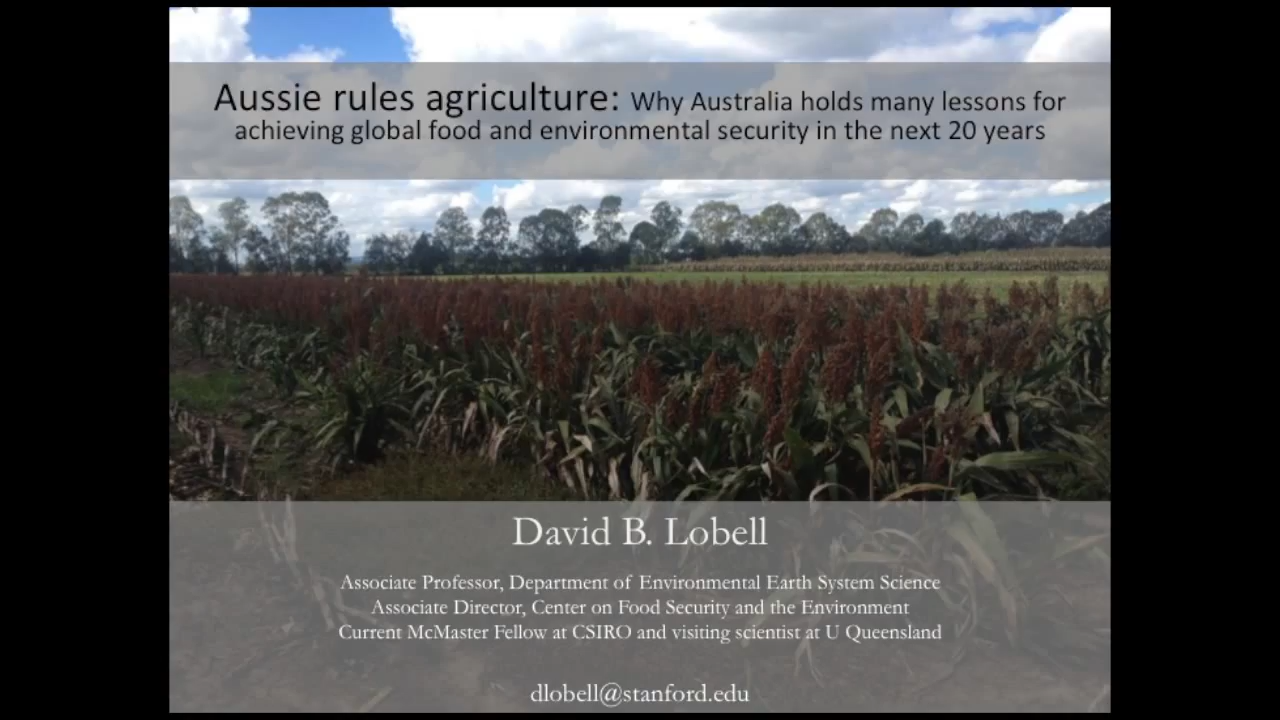 Aussie rules agriculture: Why Australia holds many lessons for
achieving global food and environmental security in the next 20 years
David B. Lobell
Associate Professor, Department of Environmental Earth System Science
Associate Director, Center on Food Security and the Environment
Current McMaster Fellow at CSIRO and visiting scientist at U Queensland
dlobell@stanford.edu